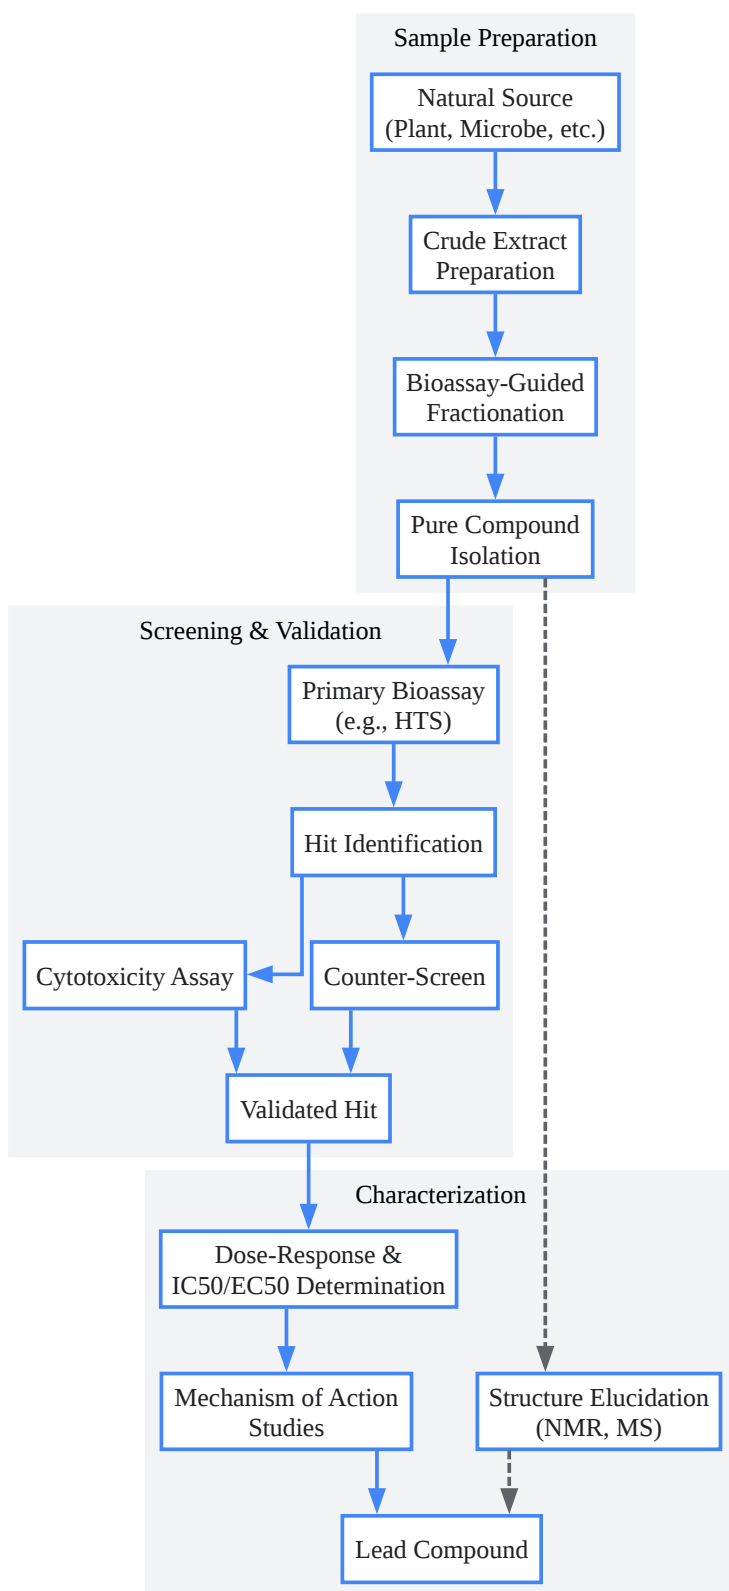 Sample Preparation
Natural Source
(Plant, Microbe, etc.)
Crude Extract
Preparation
Bioassay-Guided
Fractionation
Pure Compound
Isolation
Screening & Validation
Primary Bioassay
(e.g., HTS)
Hit Identification
Cytotoxicity Assay
Counter-Screen
Validated Hit
Characterization
Dose-Response &
IC50/EC50 Determination
Mechanism of Action
Studies
Structure Elucidation
(NMR, MS)
Lead Compound